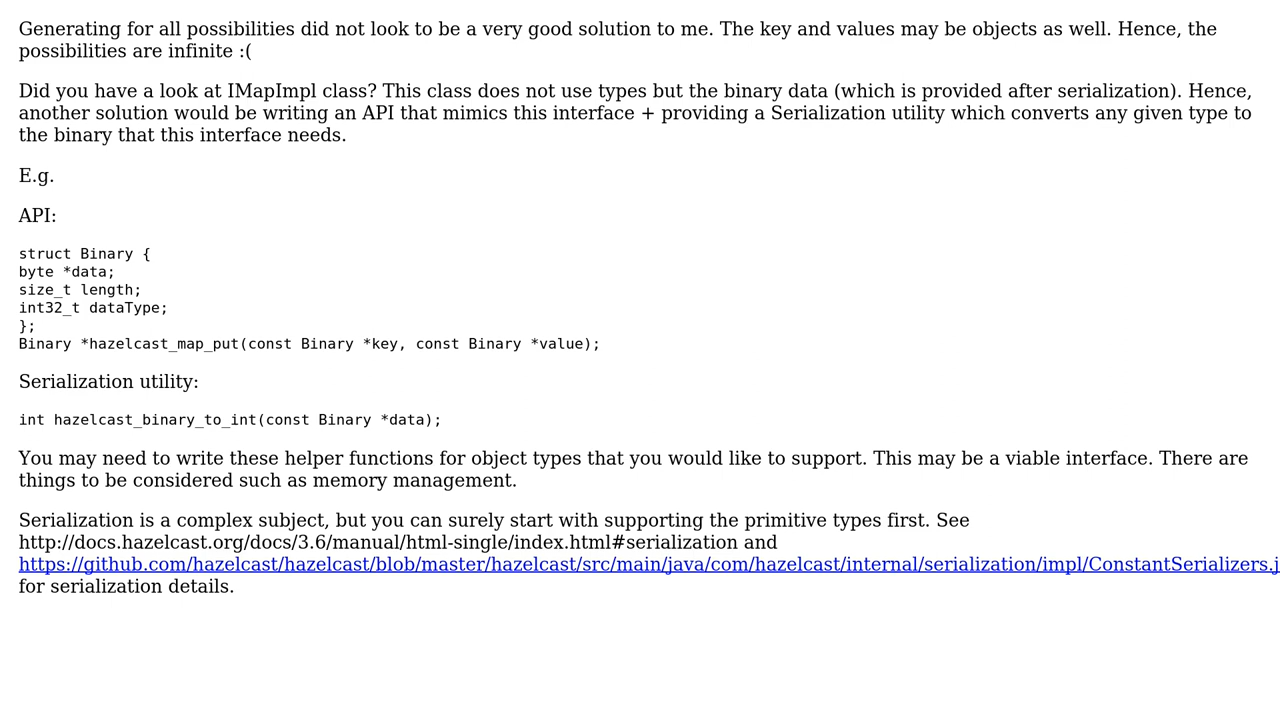 Generating for all possibilities did not look to be a very good solution to me. The key and values may be objects as well. Hence, the
possibilities are infinite :(
Did you have a look at IMapImpl class? This class does not use types but the binary data (which is provided after serialization). Hence,
another solution would be writing an API that mimics this interface + providing a Serialization utility which converts any given type to
the binary that this interface needs.
E.g.
API:
struct Binary {
byte *data;
size_t length;
int32_t dataType;
};
Binary *hazelcast_map_put(const Binary *key, const Binary *value);
Serialization utility:
int hazelcast_binary_to_int(const Binary *data);
You may need to write these helper functions for object types that you would like to support. This may be a viable interface. There are
things to be considered such as memory management.
Serialization is a complex subject, but you can surely start with supporting the primitive types first. See
http://docs.hazelcast.org/docs/3.6/manual/html-single/index.html#serialization and
https://github.com/hazelcast/hazelcast/blob/master/hazelcast/src/main/java/com/hazelcast/internal/serialization/impl/ConstantSerializers.j
for serialization details.